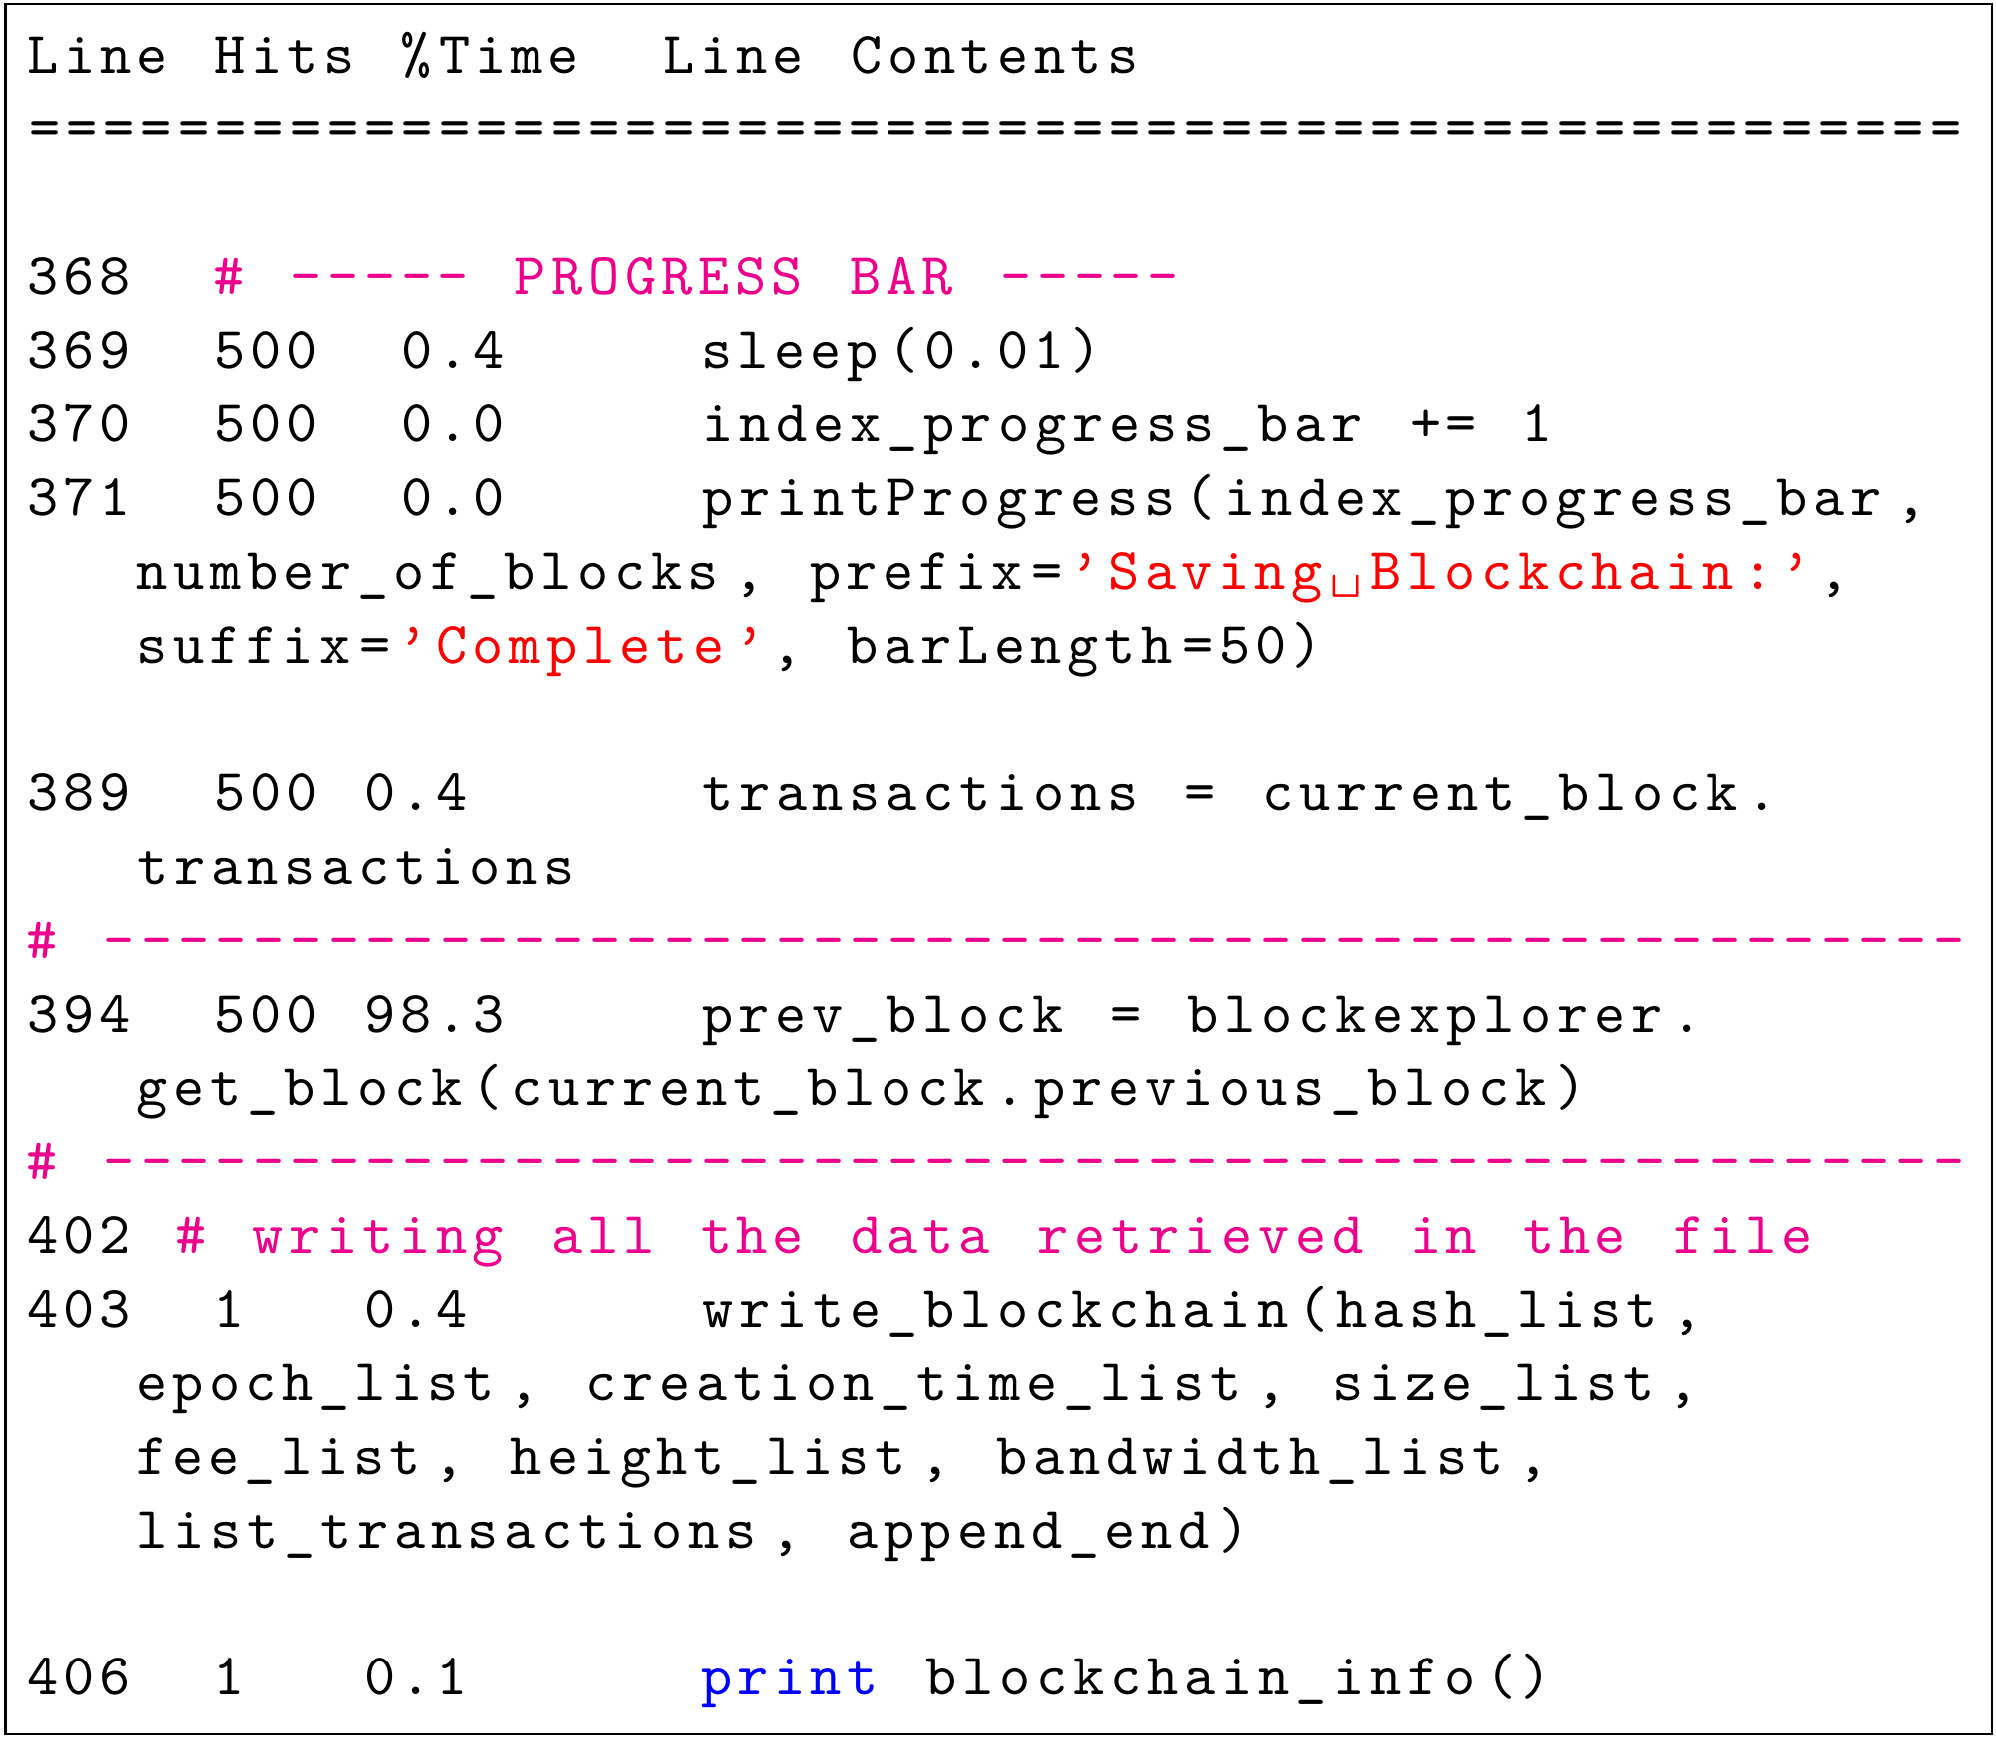 Line Hits %Time  Line Contents
====================================================
368  # ----- PROGRESS BAR -----
369  500  0.4     sleep(0.01)
370  500  0.0     index_progress_bar += 1
371  500  0.0     printProgress(index_progress_bar,
number_of_blocks, prefix='Saving␣Blockchain:',
suffix='Complete', barLength=50)
389  500 0.4      transactions = current_block.
transactions
# --------------------------------------------------
394  500 98.3     prev_block = blockexplorer.
get_block(current_block.previous_block)
# --------------------------------------------------
402 # writing all the data retrieved in the file
403  1   0.4      write_blockchain(hash_list,
epoch_list, creation_time_list, size_list,
fee_list, height_list, bandwidth_list,
list_transactions, append_end)
406  1   0.1      print blockchain_info()